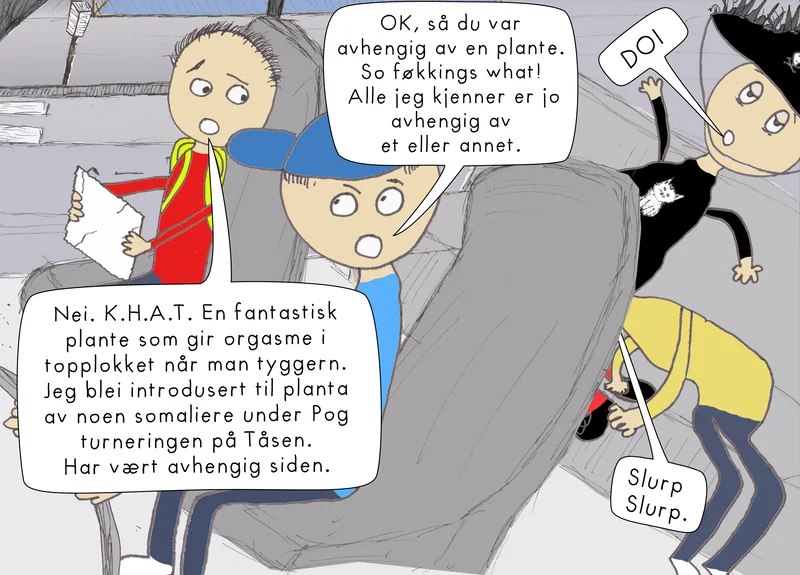 Nei. K.H.A.T. En fantastisk
plante som gir orgasme i
topplokket når man tyggern.
Jeg blei introdusert til planta
av noen somaliere under Pog
turneringen på Tåsen.
Har vært avhengig siden.
OK, så du var
avhengig av en plante.
So føkkings what!
Alle jeg kjenner er jo
avhengig av
et eller annet.
DOI
Slurp
Slurp.